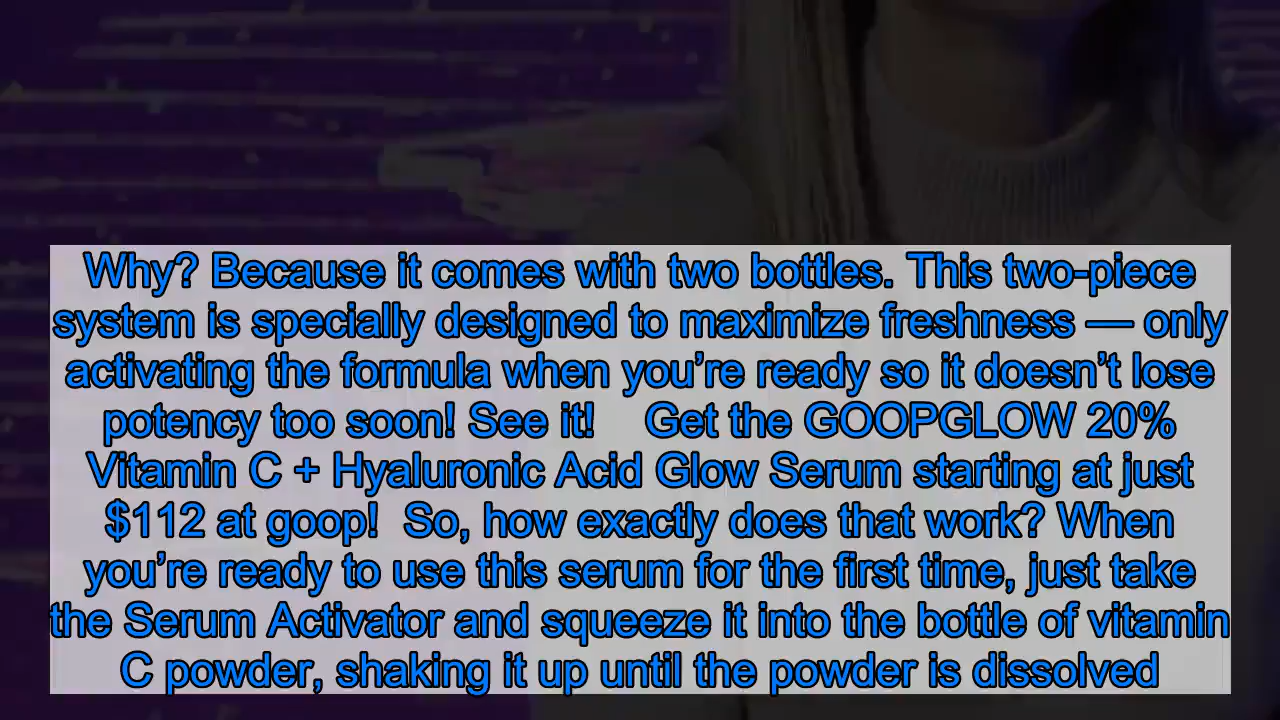 Why? Because it comes with two bottles. This two-piece
system is specially designed to maximize freshness — only
activating the formula when you’re ready so it doesn’t lose
potency too soon! See it!     Get the GOOPGLOW 20%
Vitamin C + Hyaluronic Acid Glow Serum starting at just
$112 at goop!  So, how exactly does that work? When
you’re ready to use this serum for the first time, just take
the Serum Activator and squeeze it into the bottle of vitamin
C powder, shaking it up until the powder is dissolved